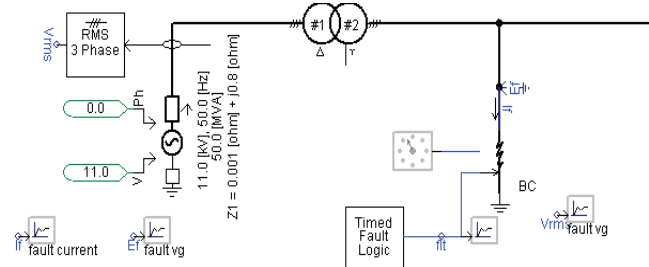 Vrms
RMS
3 Phase
#1
#2
Δ
Ph
0.0
11.0
V
11.0 [kV], 50.0 [Hz]
50.0 [MVA]
Z1 = 0.001 [ohm] + j0.8 [ohm]
Ef
If
BC
Timed
Fault
Logic
flt
If
fault current
Ef
fault vg
Vrms
fault vg